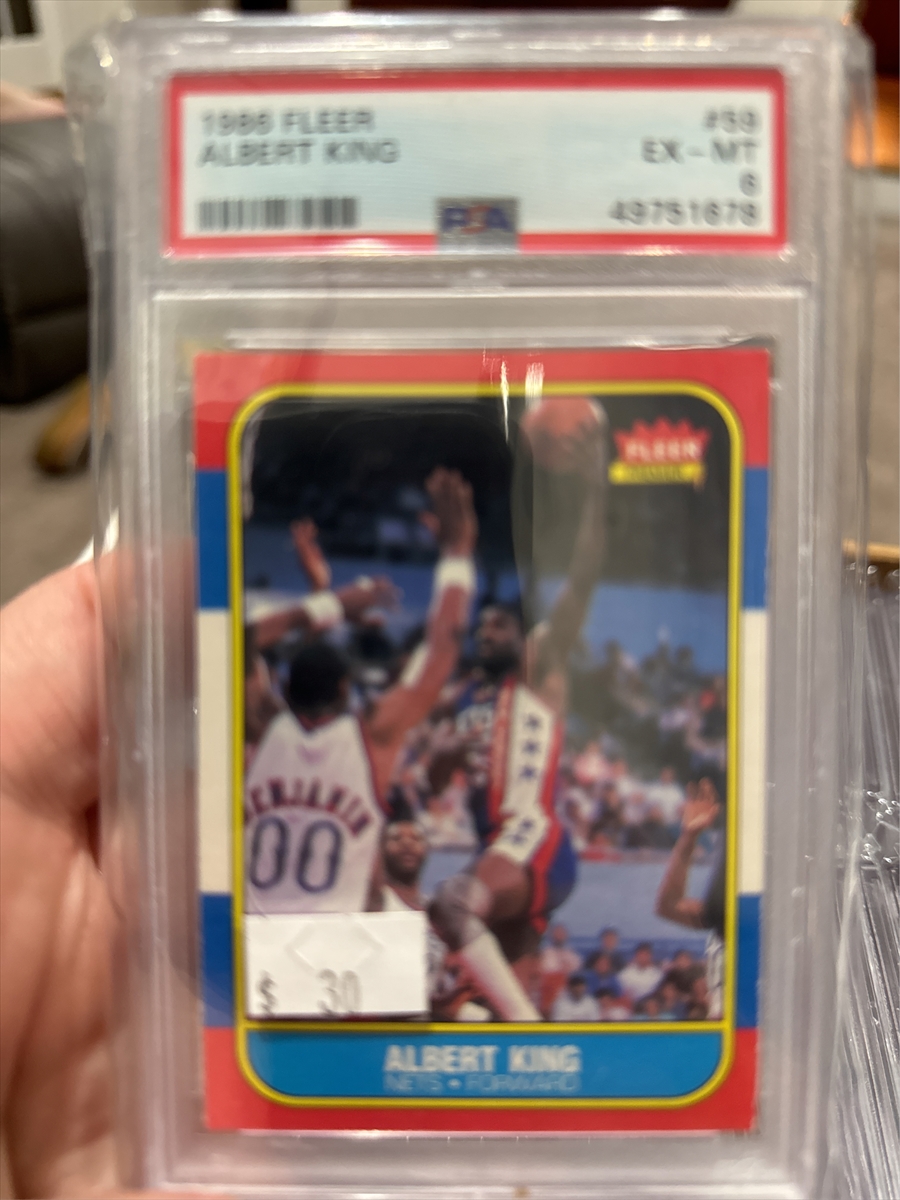 1986 FLEER #59
ALBERT KING EX - MT
6
49751678
PSA
FLEER
BENJAMIN
00
$ 30
ALBERT KING
NETS • FORWARD